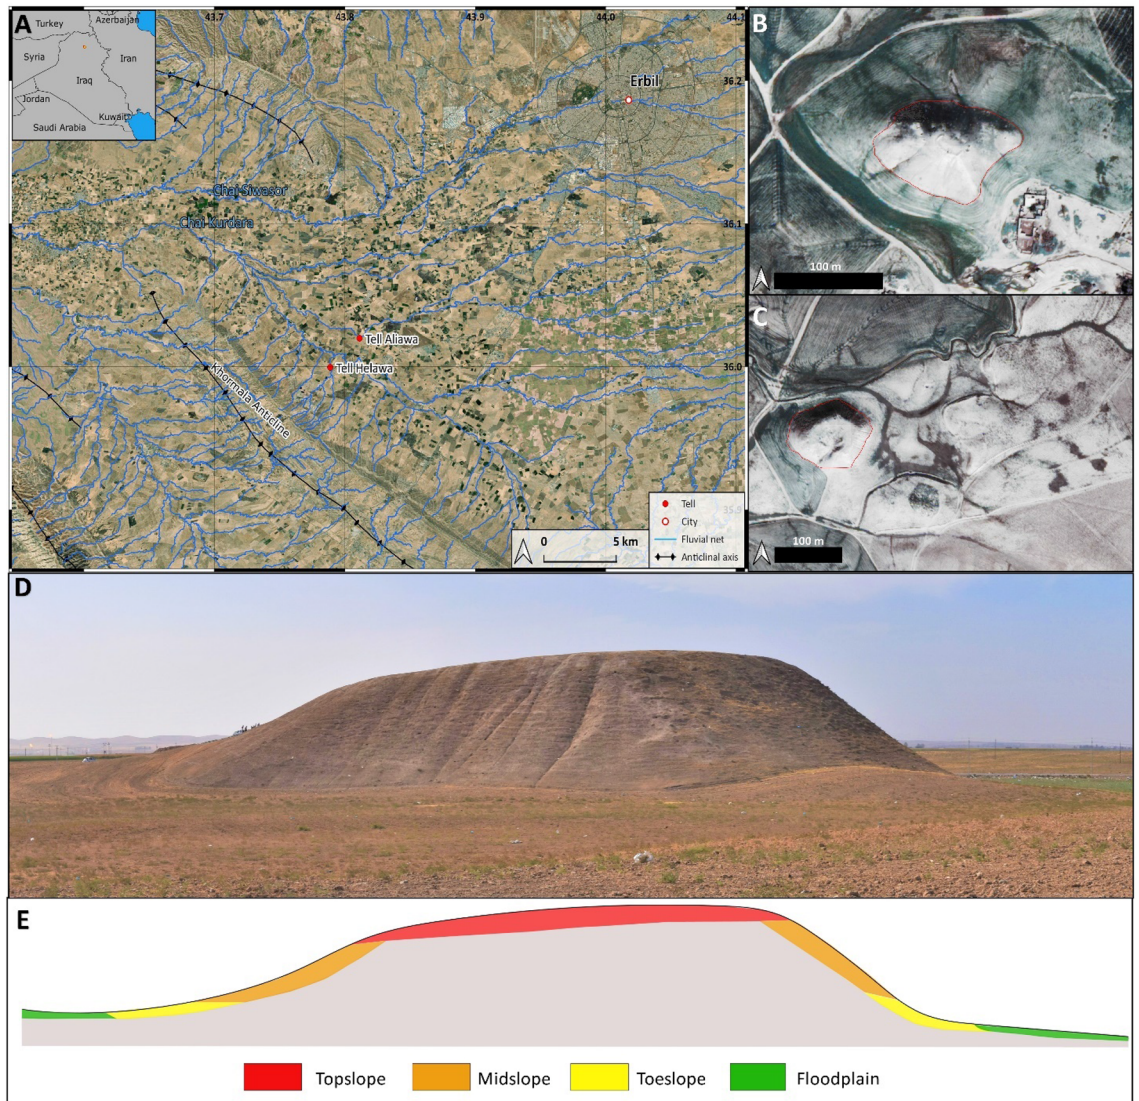 A
Turkey
Azerbaijan
Syria
Iran
Iraq
Jordan
Kuwait
Saudi Arabia
43.7
43.8
43.9
44.0
44.1
36.2
Erbil
Chai Siwasor
Chai Kurdara
36.1
Tell Aliawa
Tell Helawa
36.0
Khormala Anticline
35.9
Tell
City
Fluvial net
Anticlinal axis
0 5 km
B
100 m
C
100 m
D
E
Topslope Midslope Toeslope Floodplain